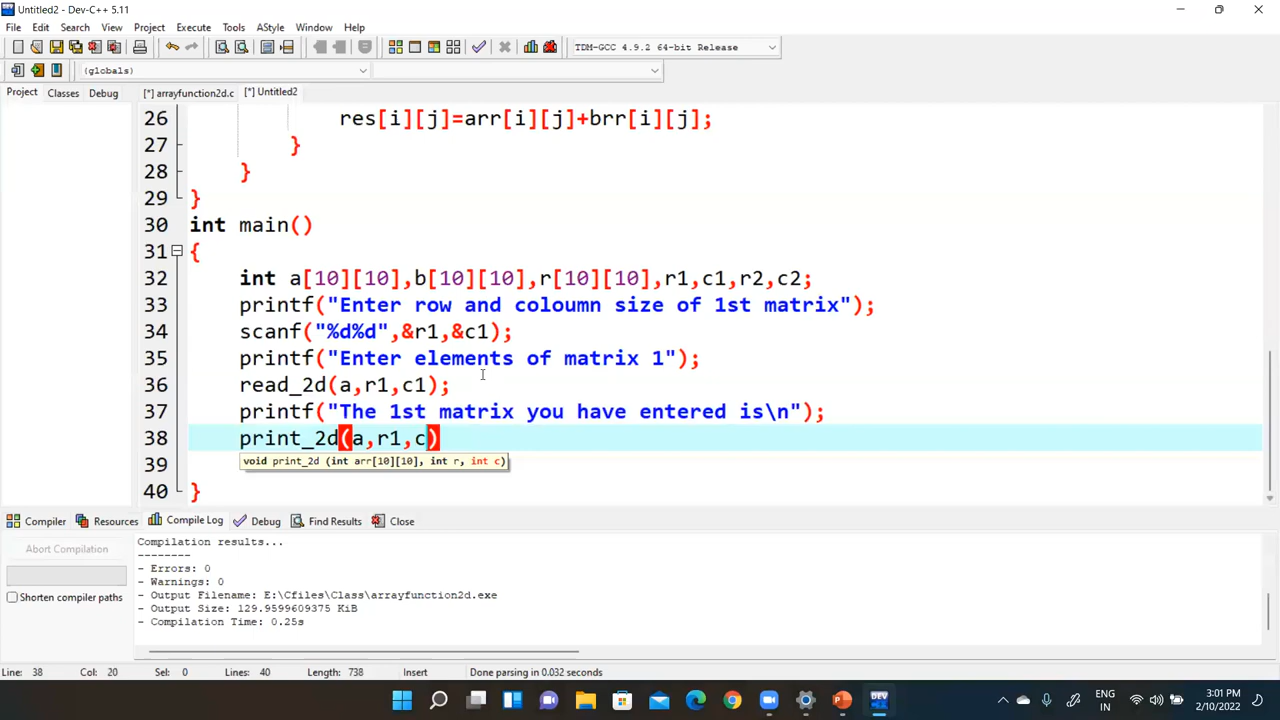 Untitled2 - Dev-C++ 5.11
File Edit Search View Project Execute Tools AStyle Window Help
TDM-GCC 4.9.2 64-bit Release
(globals)
Project Classes Debug [*] arrayfunction2d.c [*] Untitled2
26 res[i][j]=arr[i][j]+brr[i][j];
27 }
28 }
29 }
30 int main()
31 {
32 int a[10][10],b[10][10],r[10][10],r1,c1,r2,c2;
33 printf("Enter row and coloumn size of 1st matrix");
34 scanf("%d%d",&r1,&c1);
35 printf("Enter elements of matrix 1");
36 read_2d(a,r1,c1);
37 printf("The 1st matrix you have entered is\n");
38 print_2d(a,r1,c)
39 void print_2d (int arr[10][10], int r, int c)
40 }
Compiler Resources Compile Log Debug Find Results Close
Abort Compilation
Shorten compiler paths
Compilation results...
--------
- Errors: 0
- Warnings: 0
- Output Filename: E:\Cfiles\Class\arrayfunction2d.exe
- Output Size: 129.9599609375 KiB
- Compilation Time: 0.25s
Line: 38 Col: 20 Sel: 0 Lines: 40 Length: 738 Insert Done parsing in 0.032 seconds
DEV
ENG
IN
3:01 PM
2/10/2022